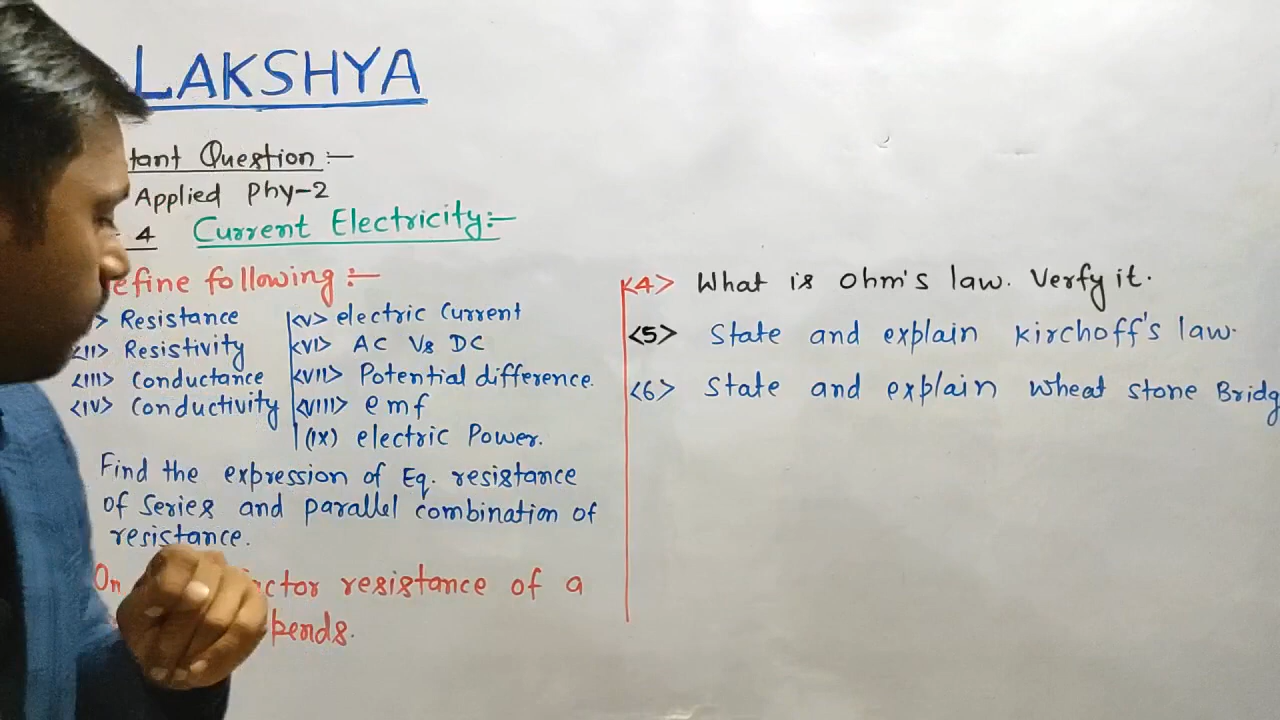 LAKSHYA
tant Question :-
Applied Phy-2
4 Current Electricity:-
efine following :-
> Resistance
<II> Resistivity
<III> Conductance
<IV> Conductivity
<V> electric Current
<VI> AC Vs DC
<VII> Potential difference.
<VIII> emf
(IX) electric Power.
Find the expression of Eq. resistance
of series and parallel combination of
resistance.
On ctor resistance of a
pends.
<4> What is Ohm's law. Verfy it.
<5> State and explain Kirchoff's law.
<6> State and explain wheat stone Bridg